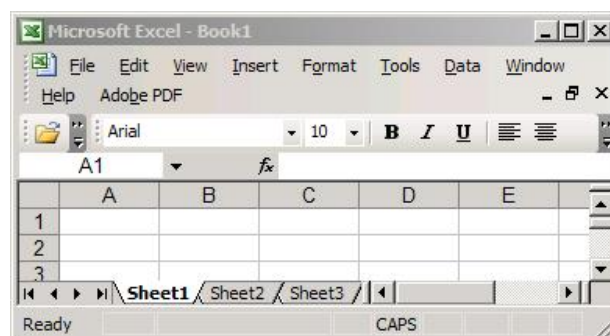 Microsoft Excel - Book1
File Edit View Insert Format Tools Data Window
Help Adobe PDF
Arial 10 B I U
A1 fx
A B C D E
1
2
3
Sheet1 Sheet2 Sheet3
Ready CAPS